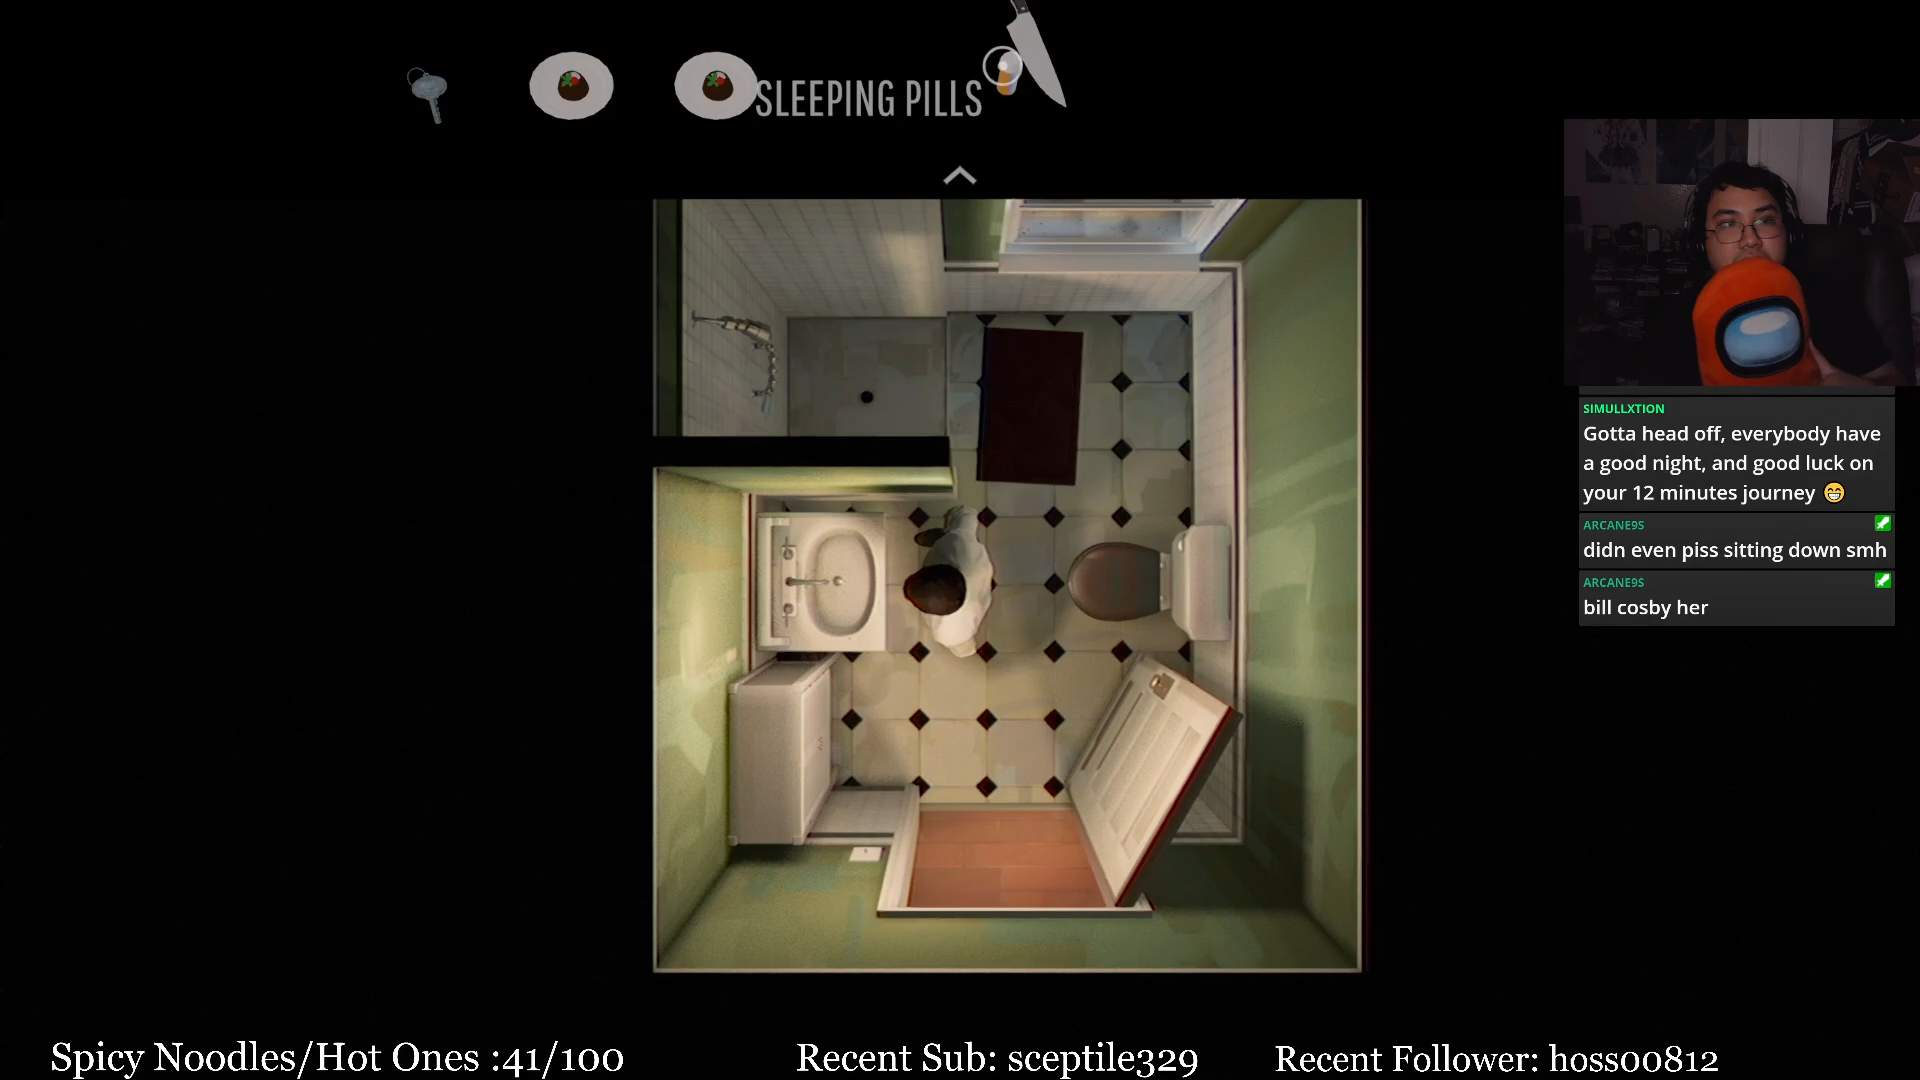 SLEEPING PILLS
SIMULLXTION
Gotta head off, everybody have
a good night, and good luck on
your 12 minutes journey 😁
ARCANE9S
didn even piss sitting down smh
ARCANE9S
bill cosby her
Spicy Noodles/Hot Ones :41/100
Recent Sub: sceptile329
Recent Follower: hoss00812